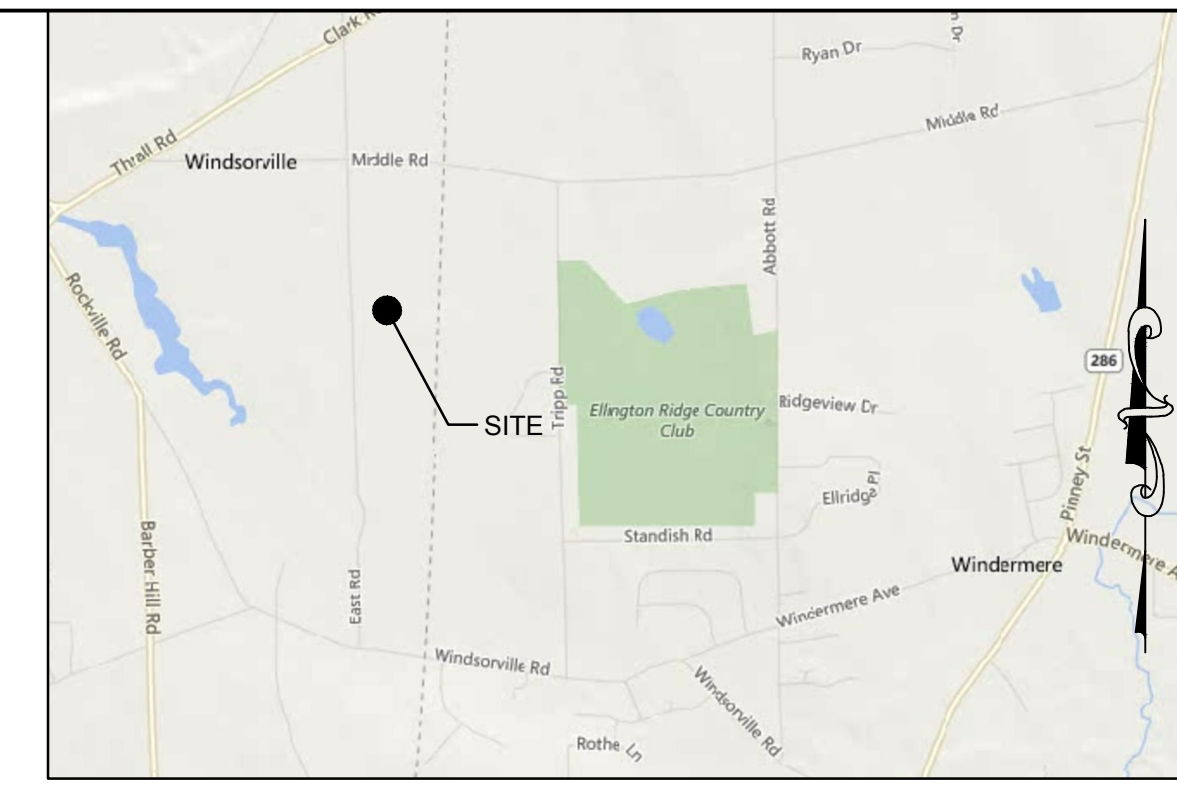 Clark R
n Dr
Ryan Dr
Middle Rd
Thrall Rd
Windsorville
Middle Rd
Abbott Rd
Rockville Rd
286
Tripp Rd
Ellington Ridge Country
Club
Ridgeview Dr
SITE
Pinney St
Ellridge Pl
Barber Hill Rd
Standish Rd
Windermere A
Windermere
East Rd
Windermere Ave
Windsorville Rd
Windsorville Rd
Rothe Ln